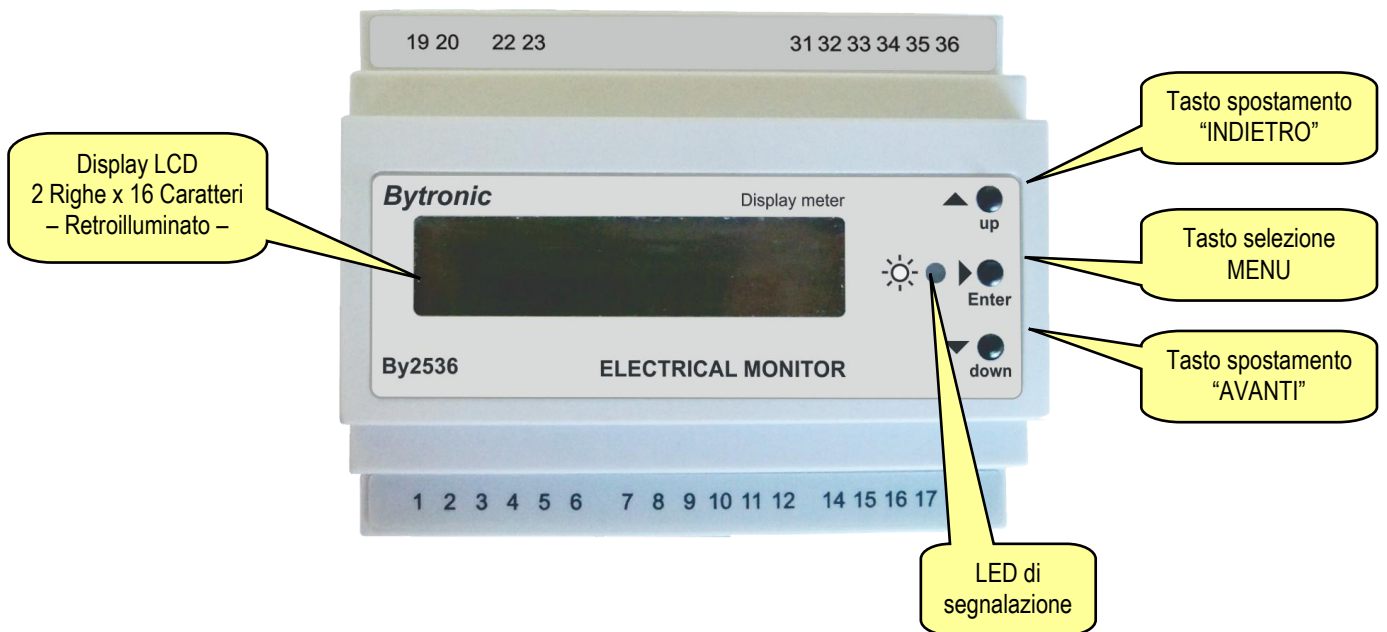 19 20 22 23 31 32 33 34 35 36
Tasto spostamento
“INDIETRO”
Display LCD
2 Righe x 16 Caratteri
– Retroilluminato –
Bytronic
Display meter
up
Tasto selezione
MENU
Enter
Tasto spostamento
“AVANTI”
By2536
ELECTRICAL MONITOR
down
1 2 3 4 5 6 7 8 9 10 11 12 14 15 16 17
LED di
segnalazione